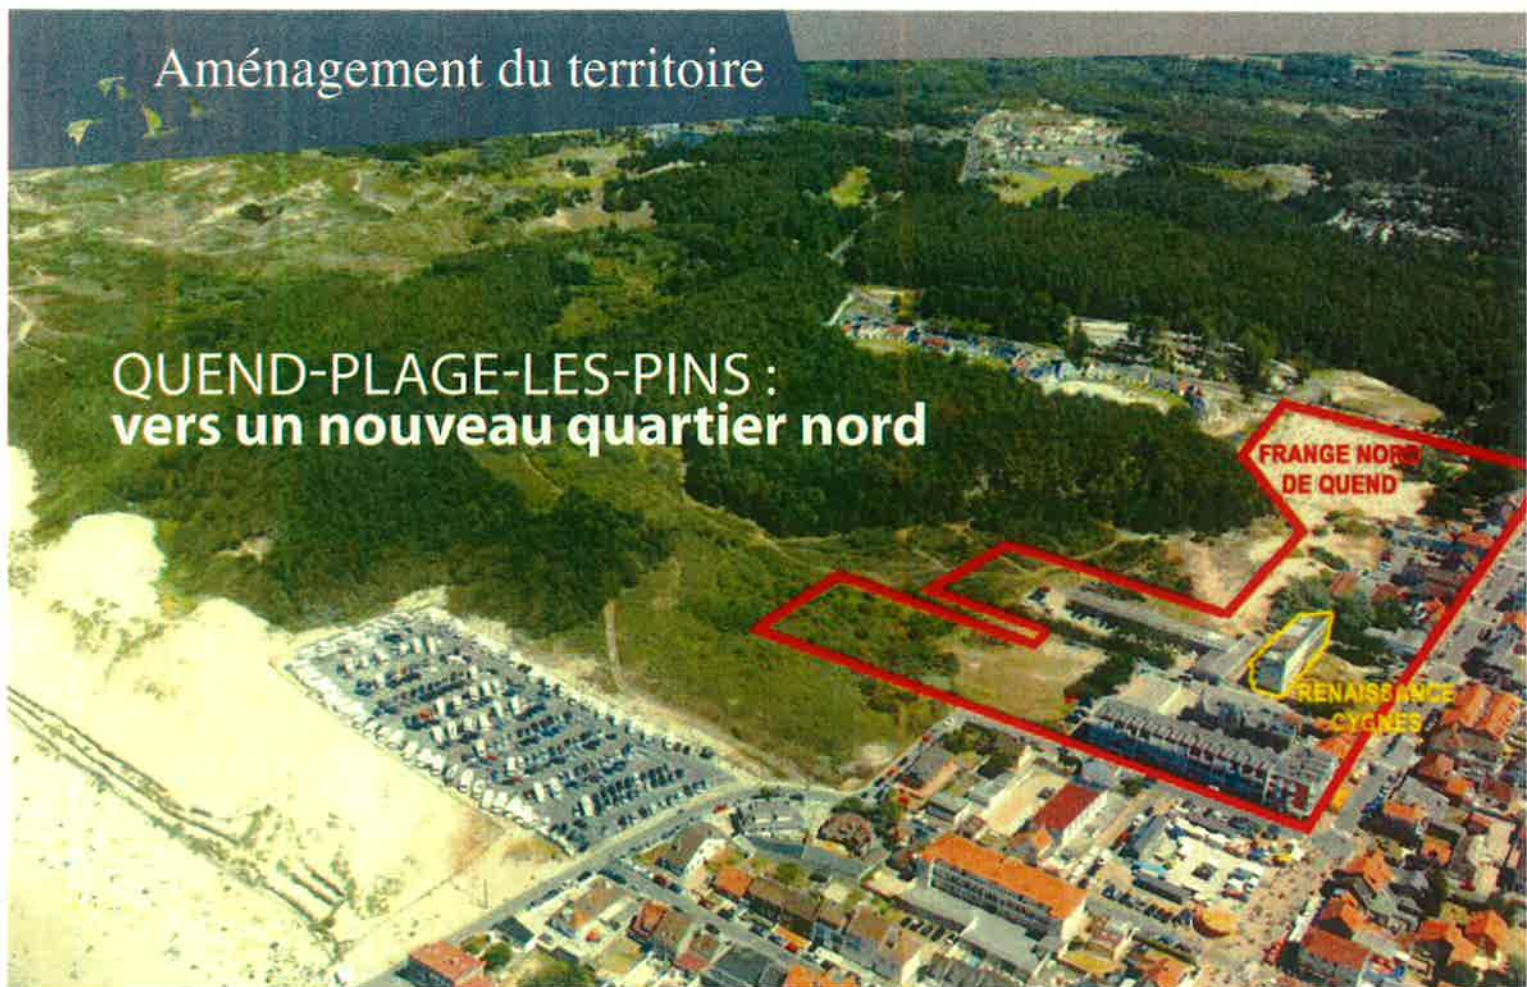 Aménagement du territoire
QUEND-PLAGE-LES-PINS :
vers un nouveau quartier nord
FRANGE NORD
DE QUEND
RENAISSANCE
CYGNES